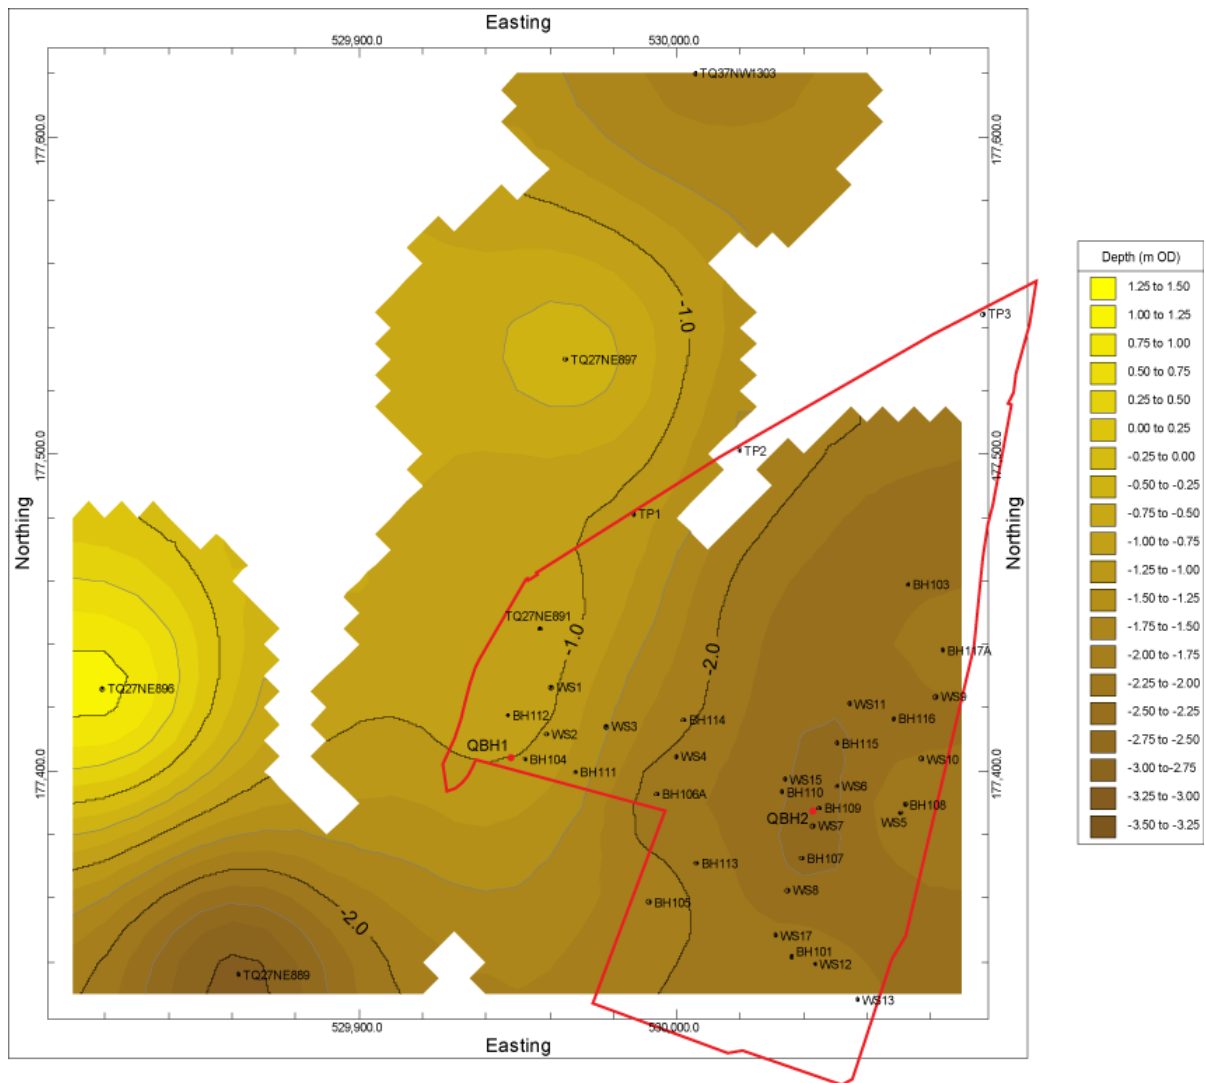 Easting
529,900.0 530,000.0
TQ37NW1303
177,600.0 177,600.0
Depth (m OD)
1.25 to 1.50
1.00 to 1.25
0.75 to 1.00
0.50 to 0.75
0.25 to 0.50
0.00 to 0.25
-0.25 to 0.00
-0.50 to -0.25
-0.75 to -0.50
-1.00 to -0.75
-1.25 to -1.00
-1.50 to -1.25
-1.75 to -1.50
-2.00 to -1.75
-2.25 to -2.00
-2.50 to -2.25
-2.75 to -2.50
-3.00 to-2.75
-3.25 to -3.00
-3.50 to -3.25
-1.0
TP3
TQ27NE897
177,500.0 177,500.0
TP2
TP1
Northing Northing
BH103
TQ27NE891
-1.0
-2.0
BH117A
TQ27NE896
WS1
WS9
WS11
BH112
BH114
BH116
WS3
WS2
QBH1
BH115
BH104
WS4
WS10
177,400.0 177,400.0
BH111
WS15
WS6
BH110
BH106A
BH108
BH109
QBH2
WS5
WS7
BH107
BH113
WS8
BH105
-2.0
WS17
BH101
WS12
TQ27NE889
WS13
529,900.0 530,000.0
Easting